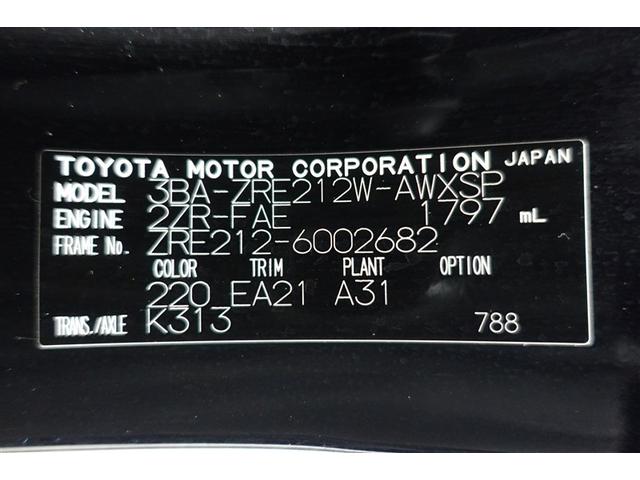 TOYOTA MOTOR CORPORATION JAPAN
MODEL 3BA-ZRE212W-AWXSP
ENGINE 2ZR-FAE 1797 mL
FRAME No. ZRE212-6002682
COLOR TRIM PLANT OPTION
220 EA21 A31
TRANS./AXLE K313 788